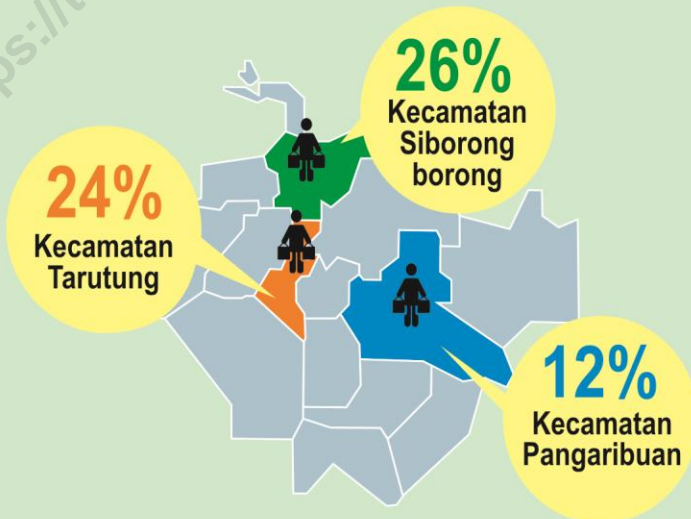 26%
Kecamatan
Siborong
borong
24%
Kecamatan
Tarutung
12%
Kecamatan
Pangaribuan